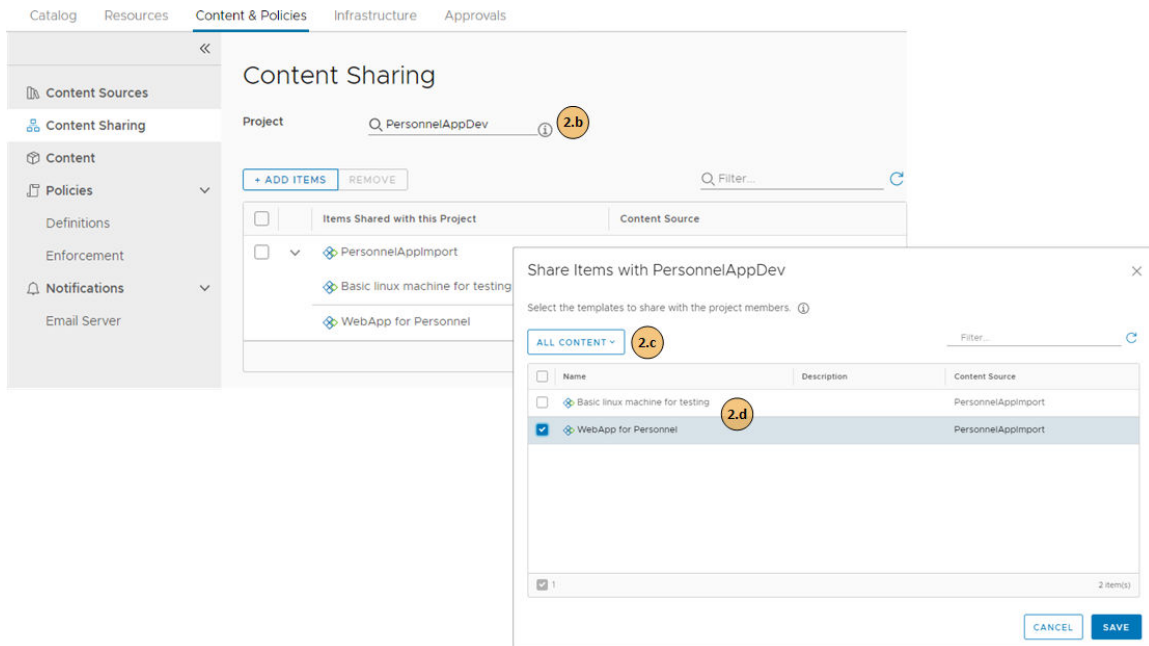 Catalog Resources Content & Policies Infrastructure Approvals
Content Sources
Content Sharing
Content
Policies
Definitions
Enforcement
Notifications
Email Server
Content Sharing
Project PersonnelAppDev 2.b
+ ADD ITEMS REMOVE Filter...
Items Shared with this Project Content Source
PersonnelAppImport
Basic linux machine for testing
WebApp for Personnel
Share Items with PersonnelAppDev
Select the templates to share with the project members.
ALL CONTENT 2.c Filter...
Name Description Content Source
Basic linux machine for testing PersonnelAppImport
2.d
WebApp for Personnel PersonnelAppImport
1 2 item(s)
CANCEL SAVE